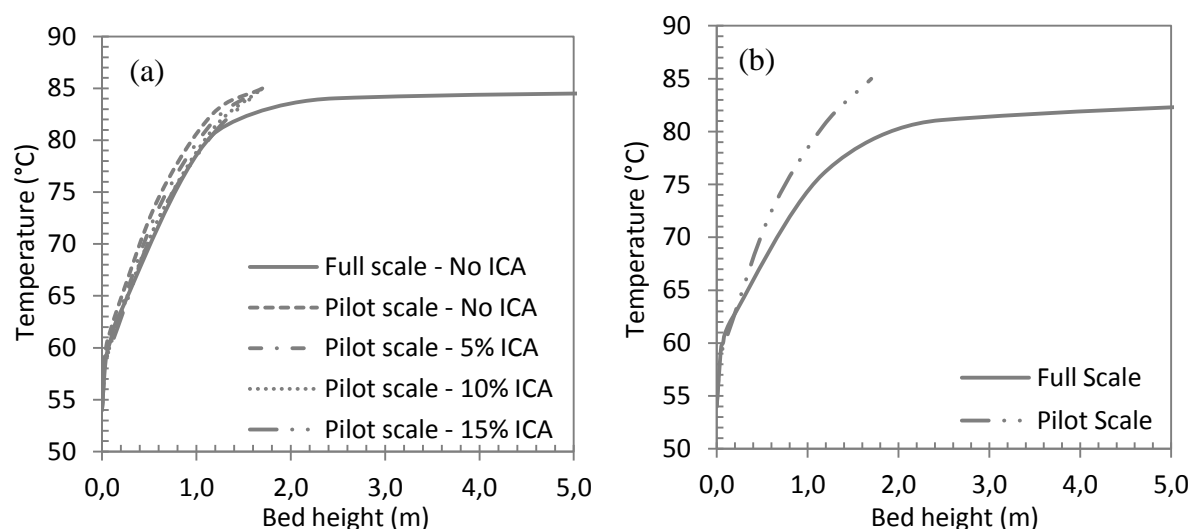 (a)
Temperature (°C)
90
85
80
75
70
65
60
55
50
0,0 1,0 2,0 3,0 4,0 5,0
Bed height (m)
Full scale - No ICA
Pilot scale - No ICA
Pilot scale - 5% ICA
Pilot scale - 10% ICA
Pilot scale - 15% ICA
(b)
Temperature (°C)
90
85
80
75
70
65
60
55
50
0,0 1,0 2,0 3,0 4,0 5,0
Bed height (m)
Full Scale
Pilot Scale